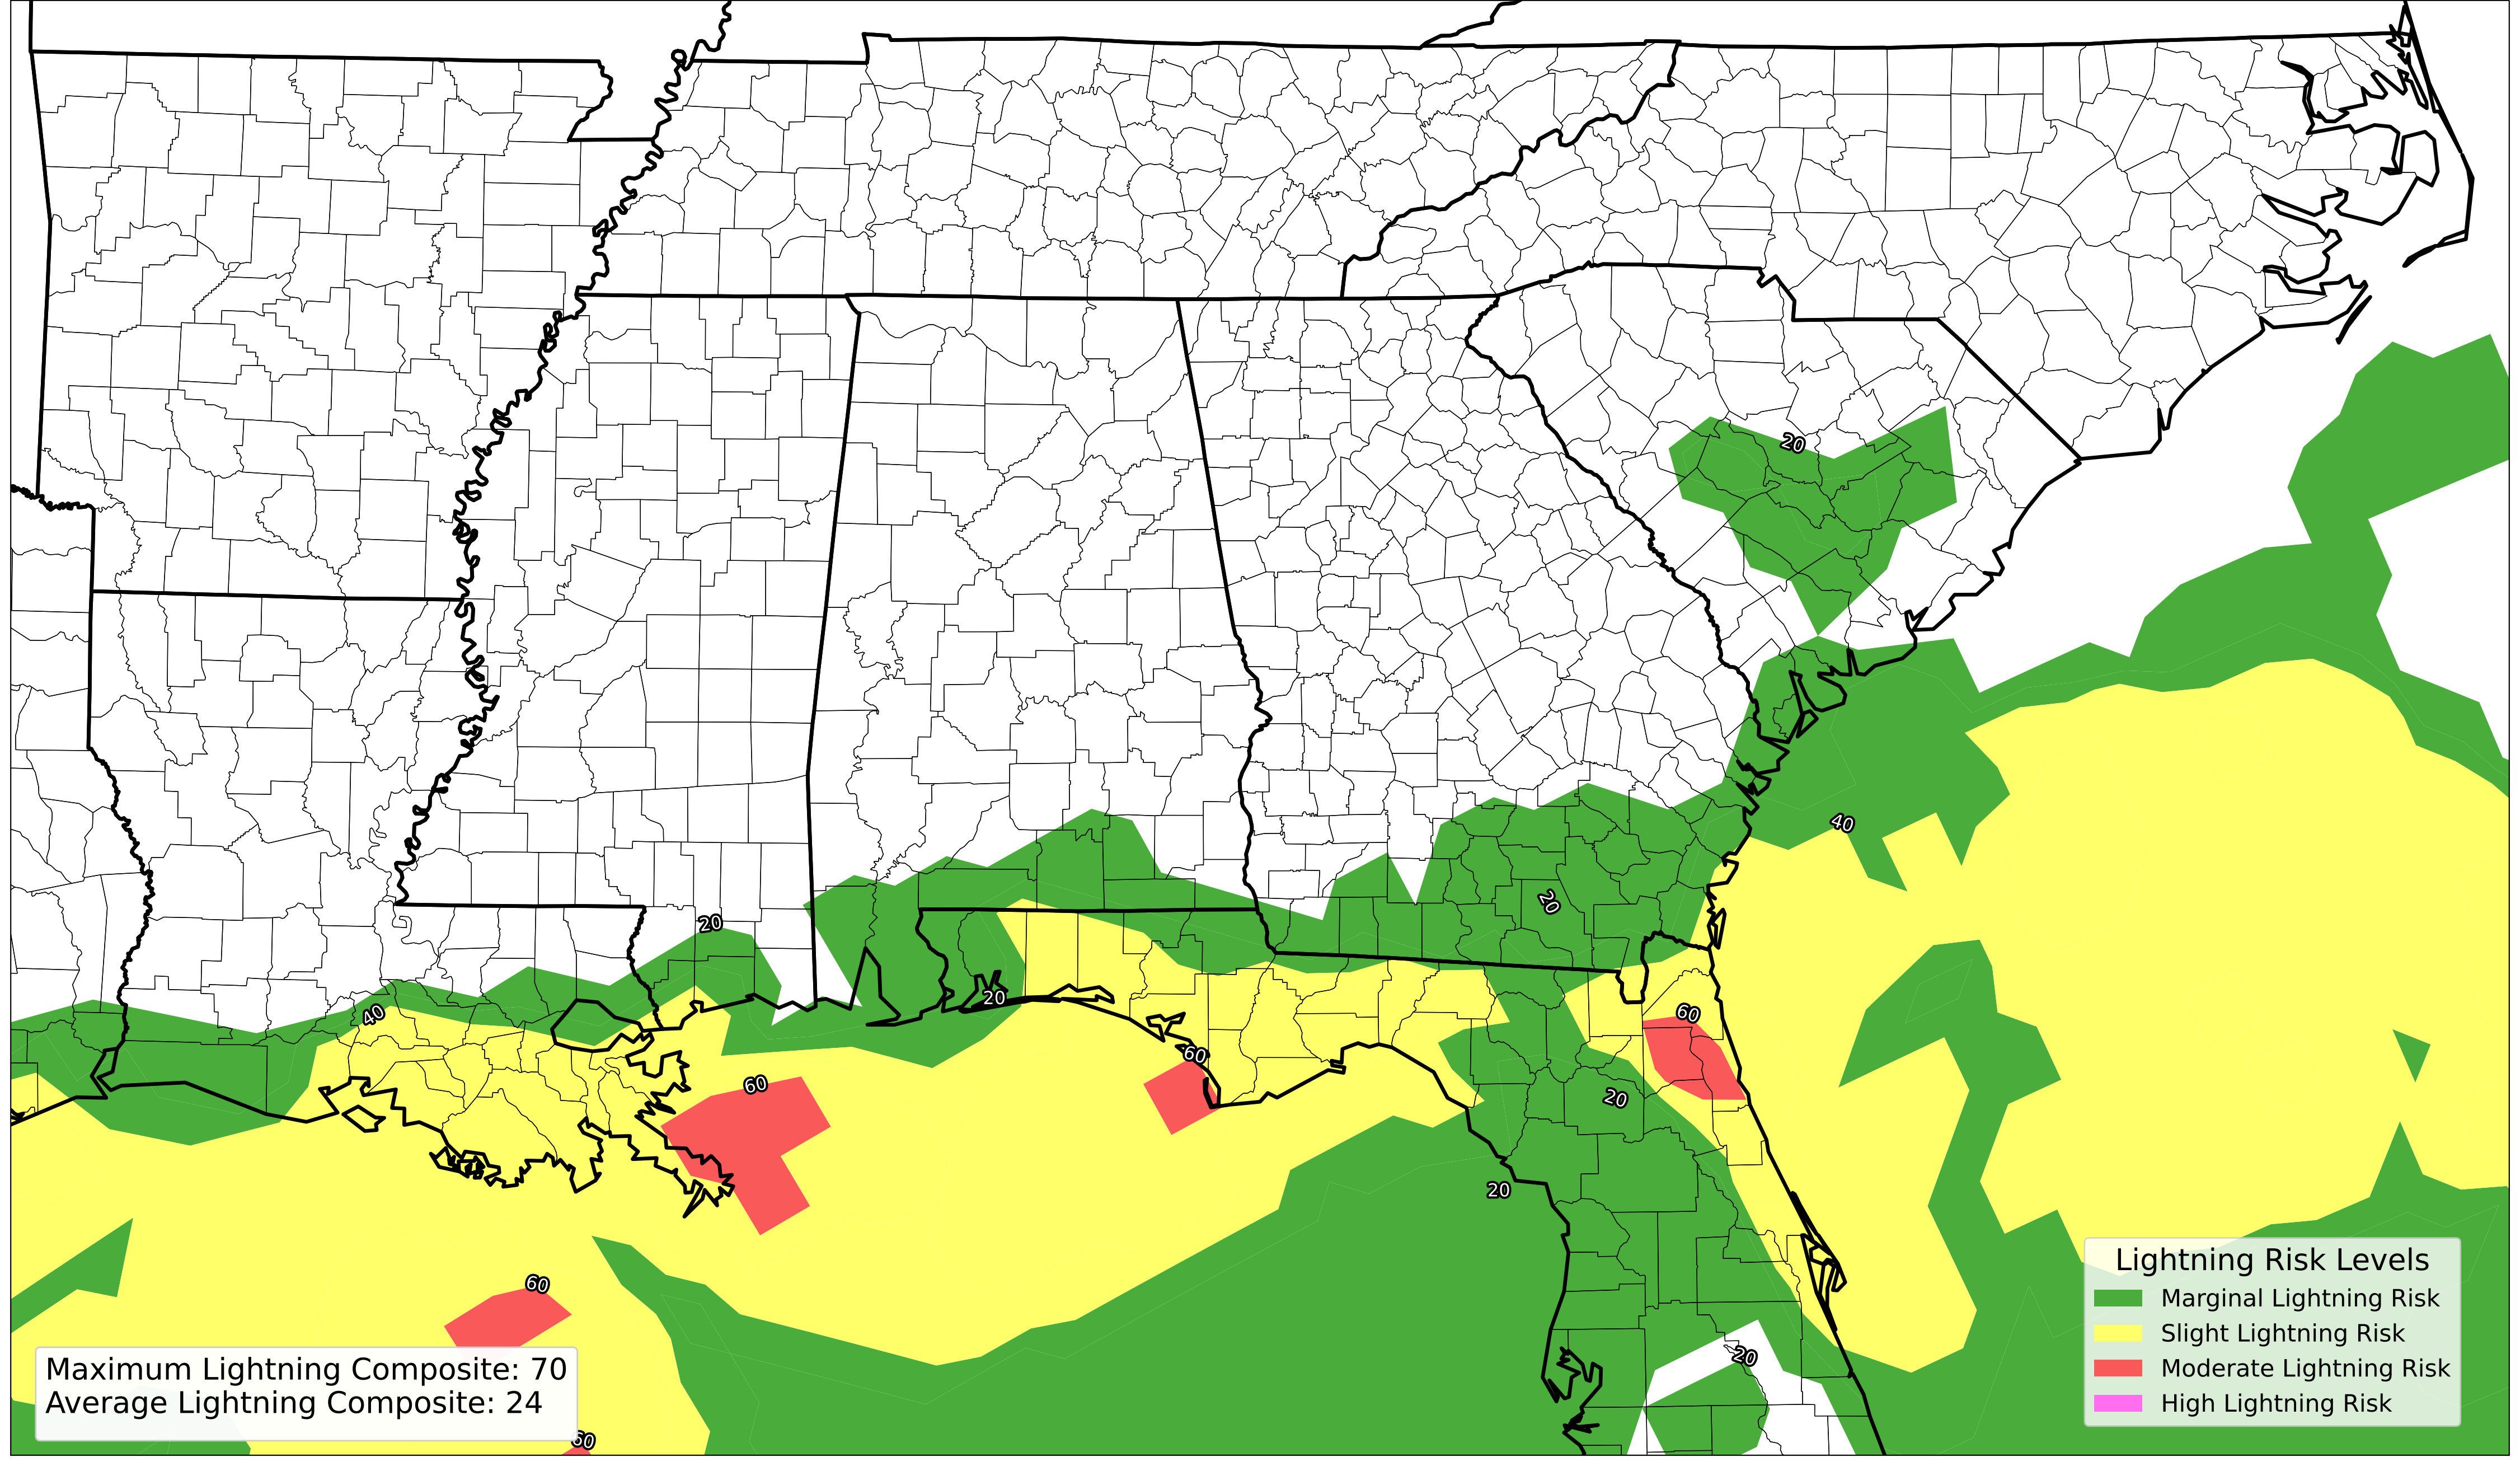 20
20
20
40
20
40
60
20
60
60
20
20
60
20
60
Maximum Lightning Composite: 70
Average Lightning Composite: 24
Lightning Risk Levels
Marginal Lightning Risk
Slight Lightning Risk
Moderate Lightning Risk
High Lightning Risk